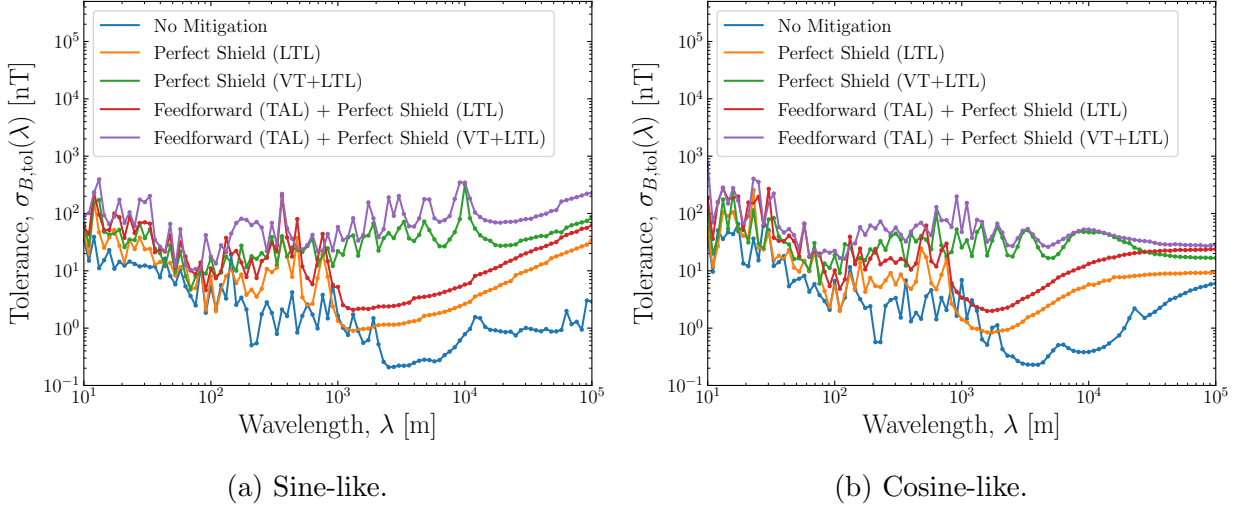 No Mitigation
Perfect Shield (LTL)
Perfect Shield (VT+LTL)
Feedforward (TAL) + Perfect Shield (LTL)
Feedforward (TAL) + Perfect Shield (VT+LTL)
Tolerance, σ_{B,tol}(λ) [nT]
10^5
10^4
10^3
10^2
10^1
10^0
10^{-1}
10^1 10^2 10^3 10^4 10^5
Wavelength, λ [m]
(a) Sine-like.
No Mitigation
Perfect Shield (LTL)
Perfect Shield (VT+LTL)
Feedforward (TAL) + Perfect Shield (LTL)
Feedforward (TAL) + Perfect Shield (VT+LTL)
Tolerance, σ_{B,tol}(λ) [nT]
10^5
10^4
10^3
10^2
10^1
10^0
10^{-1}
10^1 10^2 10^3 10^4 10^5
Wavelength, λ [m]
(b) Cosine-like.